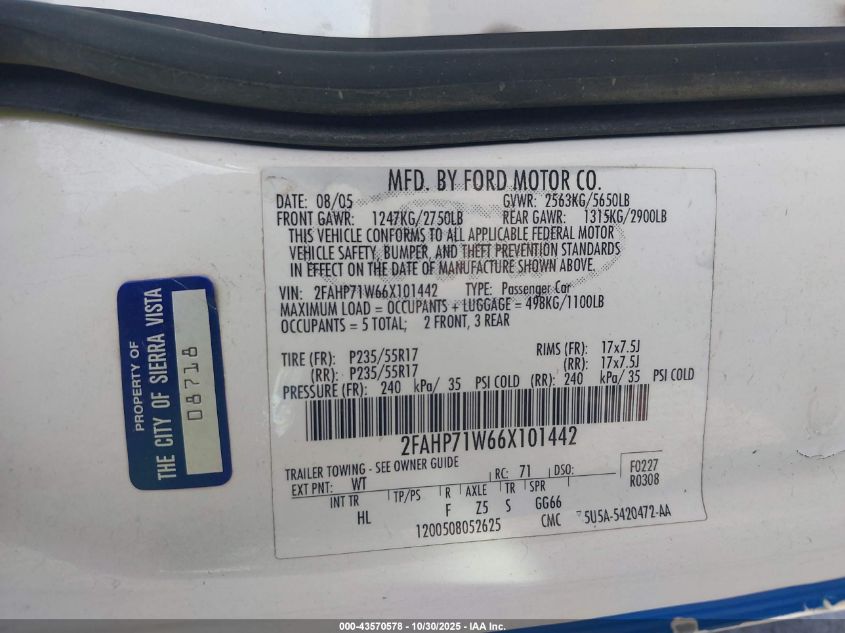 MFD. BY FORD MOTOR CO.
DATE: 08/05 GVWR: 2563KG/5650LB
FRONT GAWR: 1247KG/2750LB REAR GAWR: 1315KG/2900LB
THIS VEHICLE CONFORMS TO ALL APPLICABLE FEDERAL MOTOR
VEHICLE SAFETY, BUMPER, AND THEFT PREVENTION STANDARDS
IN EFFECT ON THE DATE OF MANUFACTURE SHOWN ABOVE.
VIN: 2FAHP71W66X101442 TYPE: Passenger Car
MAXIMUM LOAD = OCCUPANTS + LUGGAGE = 498KG/1100LB
OCCUPANTS = 5 TOTAL; 2 FRONT, 3 REAR
TIRE (FR): P235/55R17 RIMS (FR): 17x7.5J
(RR): P235/55R17 (RR): 17x7.5J
PRESSURE (FR): 240 kPa/ 35 PSI COLD (RR): 240 kPa/ 35 PSI COLD
2FAHP71W66X101442
TRAILER TOWING - SEE OWNER GUIDE
EXT PNT: WT RC: 71 DSO: F0227
R0308
INT TR TP/PS R AXLE TR SPR
HL F Z5 S GG66
1200508052625 CMC 5U5A-5420472-AA
PROPERTY OF
THE CITY OF SIERRA VISTA
08718
000-43570578 - 10/30/2025 - IAA Inc.